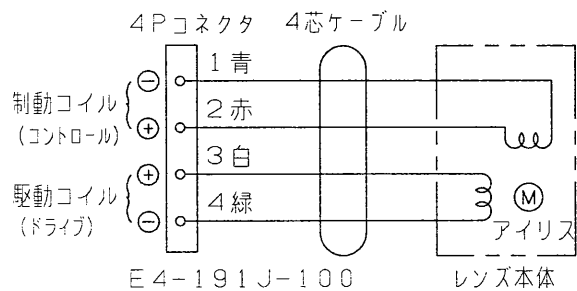 4Pコネクタ 4芯ケーブル
1青
⊖
制動コイル
(コントロール)
2赤
⊕
3白
⊕
駆動コイル
(ドライブ)
4緑
⊖
M
アイリス
E4-191J-100 レンズ本体